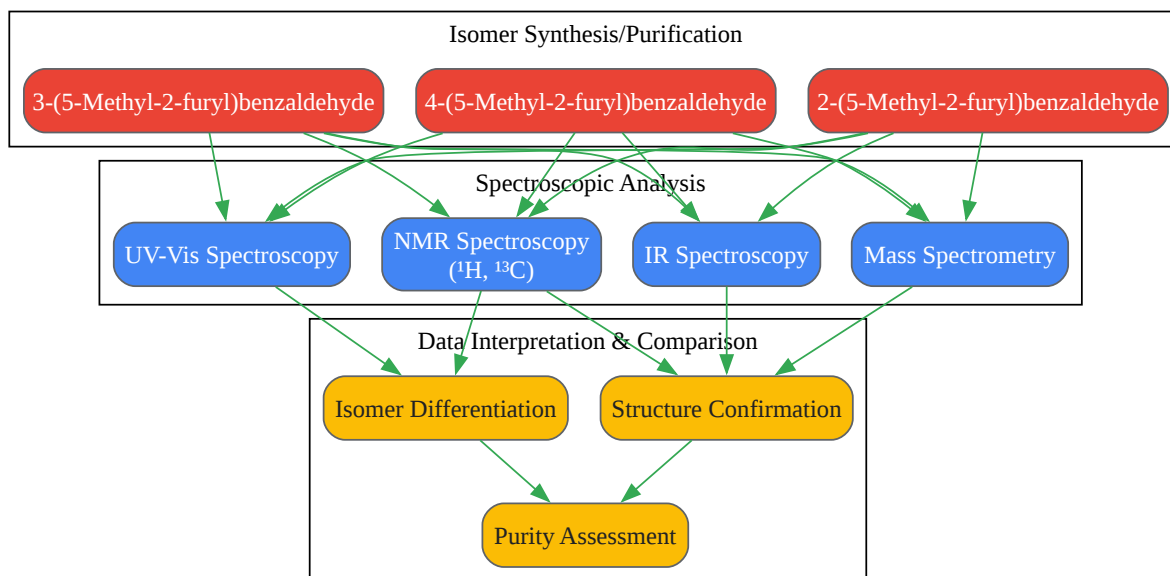 Isomer Synthesis/Purification
3-(5-Methyl-2-furyl)benzaldehyde
4-(5-Methyl-2-furyl)benzaldehyde
2-(5-Methyl-2-furyl)benzaldehyde
Spectroscopic Analysis
UV-Vis Spectroscopy
NMR Spectroscopy
(¹H, ¹³C)
IR Spectroscopy
Mass Spectrometry
Data Interpretation & Comparison
Isomer Differentiation
Structure Confirmation
Purity Assessment